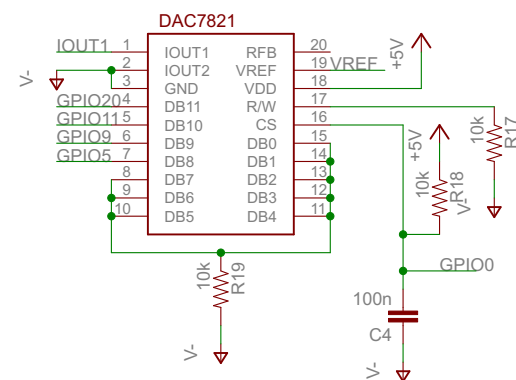 DAC7821
IOUT1 1 IOUT1 RFB 20
V- 2 IOUT2 VREF 19 VREF
3 GND VDD 18 +5V
GPIO20 4 DB11 R/W 17
GPIO11 5 DB10 CS 16
GPIO9 6 DB9 DB0 15
GPIO5 7 DB8 DB1 14
8 DB7 DB2 13
9 DB6 DB3 12
10 DB5 DB4 11
10k R17
V-
+5V
10k R18
GPIO0
10k R19
V-
100n
C4
V-